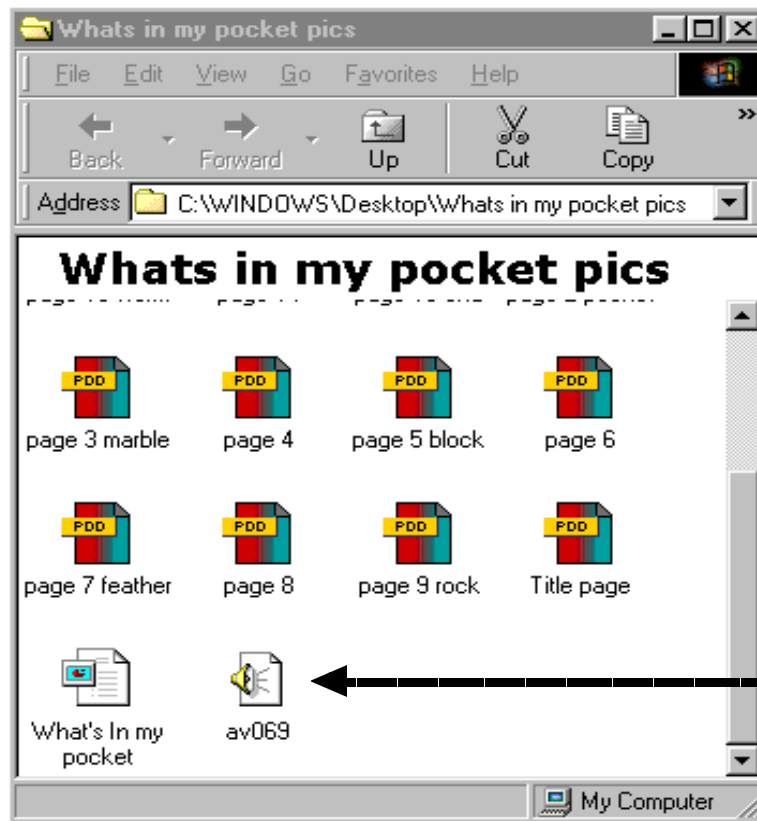 Whats in my pocket pics
File Edit View Go Favorites Help
Back Forward Up Cut Copy »
Address C:\WINDOWS\Desktop\Whats in my pocket pics
Whats in my pocket pics
PDD PDD PDD PDD
page 3 marble page 4 page 5 block page 6
PDD PDD PDD PDD
page 7 feather page 8 page 9 rock Title page
What's In my av069
pocket
My Computer